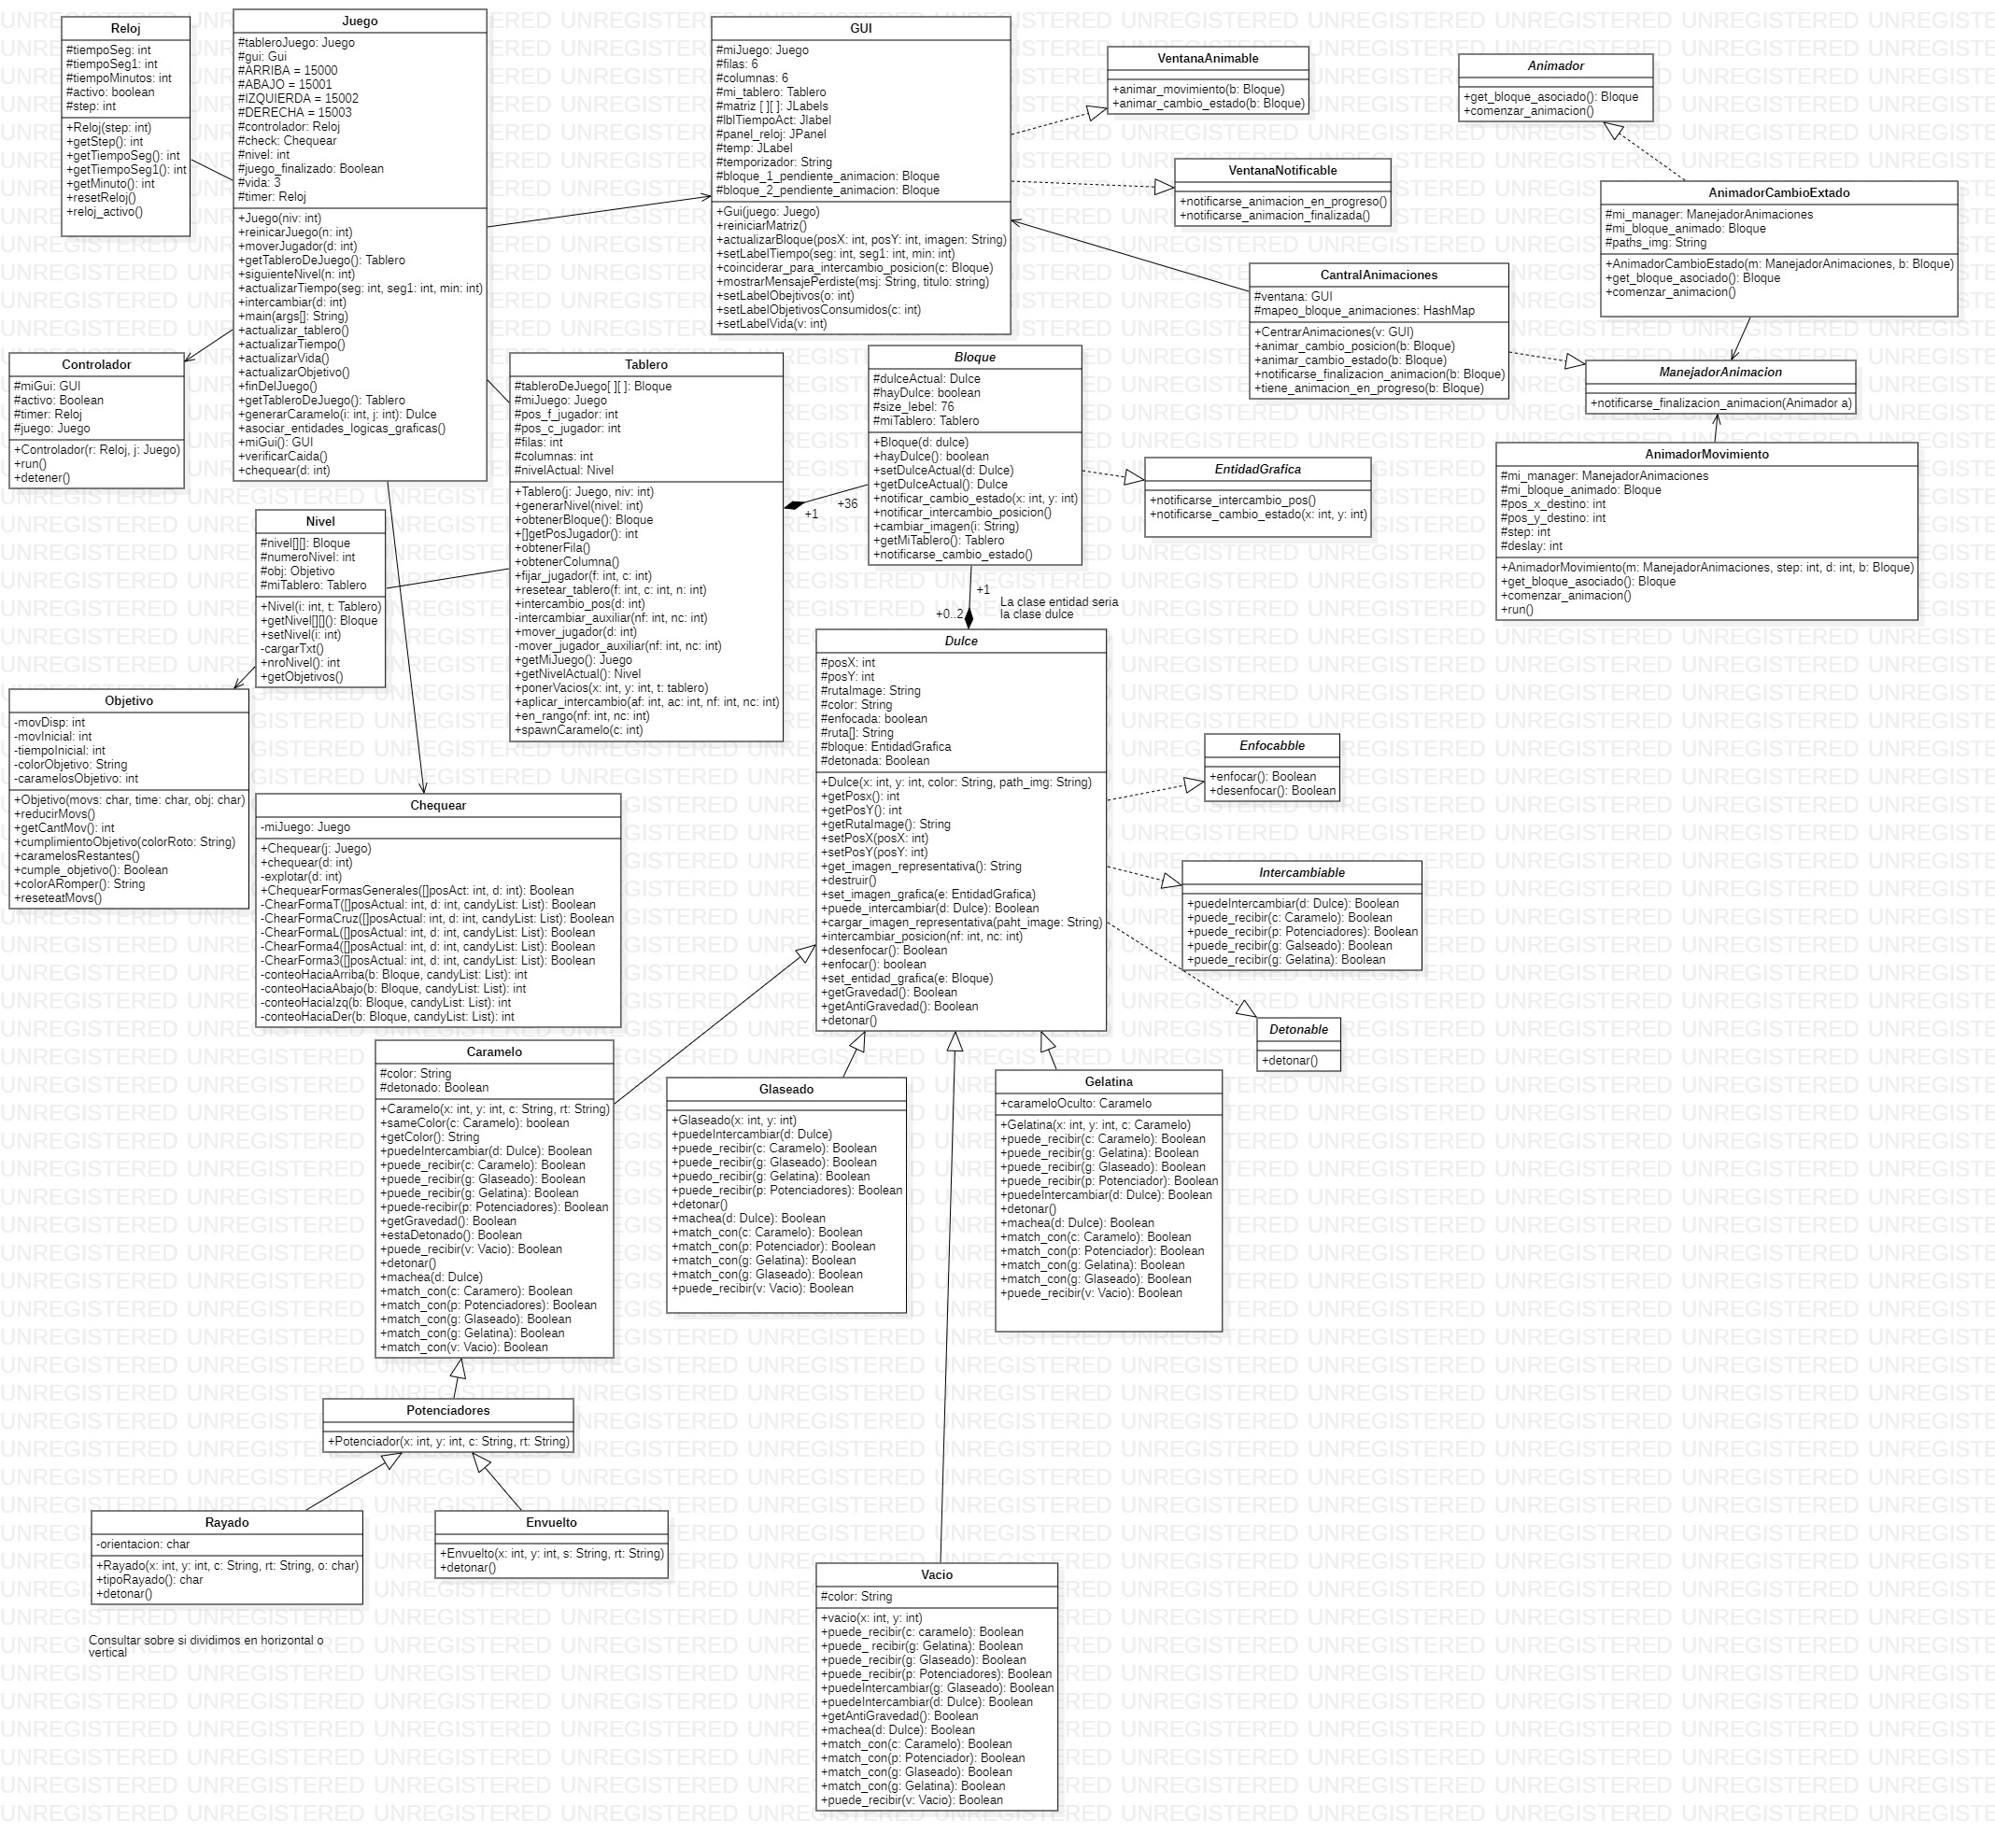 Reloj
#tiempoSeg: int
#tiempoSeg1: int
#tiempoMinutos: int
#activo: boolean
#step: int
+Reloj(step: int)
+getStep(): int
+getTiempoSeg(): int
+getTiempoSeg1(): int
+getMinuto(): int
+resetReloj()
+reloj_activo()
Juego
#tableroJuego: Juego
#gui: Gui
#ARRIBA = 15000
#ABAJO = 15001
#IZQUIERDA = 15002
#DERECHA = 15003
#controlador: Reloj
#check: Chequear
#nivel: int
#juego_finalizado: Boolean
#vida: 3
#timer: Reloj
+Juego(niv: int)
+reinicarJuego(n: int)
+moverJugador(d: int)
+getTableroDeJuego(): Tablero
+siguienteNivel(n: int)
+actualizarTiempo(seg: int, seg1: int, min: int)
+intercambiar(d: int)
+main(args[]: String)
+actualizar_tablero()
+actualizarTiempo()
+actualizarVida()
+actualizarObjetivo()
+finDelJuego()
+getTableroDeJuego(): Tablero
+generarCaramelo(i: int, j: int): Dulce
+asociar_entidades_logicas_graficas()
+miGui(): GUI
+verificarCaida()
+chequear(d: int)
GUI
#miJuego: Juego
#filas: 6
#columnas: 6
#mi_tablero: Tablero
#matriz [ ][ ]: JLabels
#lblTiempoAct: Jlabel
#panel_reloj: JPanel
#temp: JLabel
#temporizador: String
#bloque_1_pendiente_animacion: Bloque
#bloque_2_pendiente_animacion: Bloque
+Gui(juego: Juego)
+reiniciarMatriz()
+actualizarBloque(posX: int, posY: int, imagen: String)
+setLabelTiempo(seg: int, seg1: int, min: int)
+coinciderar_para_intercambio_posicion(c: Bloque)
+mostrarMensajePerdiste(msj: String, titulo: string)
+setLabelObejtivos(o: int)
+setLabelObjetivosConsumidos(c: int)
+setLabelVida(v: int)
VentanaAnimable
+animar_movimiento(b: Bloque)
+animar_cambio_estado(b: Bloque)
VentanaNotificable
+notificarse_animacion_en_progreso()
+notificarse_animacion_finalizada()
Animador
+get_bloque_asociado(): Bloque
+comenzar_animacion()
AnimadorCambioExtado
#mi_manager: ManejadorAnimaciones
#mi_bloque_animado: Bloque
#paths_img: String
+AnimadorCambioEstado(m: ManejadorAnimaciones, b: Bloque)
+get_bloque_asociado(): Bloque
+comenzar_animacion()
CantralAnimaciones
#ventana: GUI
#mapeo_bloque_animaciones: HashMap
+CentrarAnimaciones(v: GUI)
+animar_cambio_posicion(b: Bloque)
+animar_cambio_estado(b: Bloque)
+notificarse_finalizacion_animacion(b: Bloque)
+tiene_animacion_en_progreso(b: Bloque)
ManejadorAnimacion
+notificarse_finalizacion_animacion(Animador a)
AnimadorMovimiento
#mi_manager: ManejadorAnimaciones
#mi_bloque_animado: Bloque
#pos_x_destino: int
#pos_y_destino: int
#step: int
#deslay: int
+AnimadorMovimiento(m: ManejadorAnimaciones, step: int, d: int, b: Bloque)
+get_bloque_asociado(): Bloque
+comenzar_animacion()
+run()
Controlador
#miGui: GUI
#activo: Boolean
#timer: Reloj
#juego: Juego
+Controlador(r: Reloj, j: Juego)
+run()
+detener()
Tablero
#tableroDeJuego[ ][ ]: Bloque
#miJuego: Juego
#pos_f_jugador: int
#pos_c_jugador: int
#filas: int
#columnas: int
#nivelActual: Nivel
+Tablero(j: Juego, niv: int)
+generarNivel(nivel: int)
+obtenerBloque(): Bloque
+[]getPosJugador(): int
+obtenerFila()
+obtenerColumna()
+fijar_jugador(f: int, c: int)
+resetear_tablero(f: int, c: int, n: int)
+intercambio_pos(d: int)
-intercambiar_auxiliar(nf: int, nc: int)
+mover_jugador(d: int)
-mover_jugador_auxiliar(nf: int, nc: int)
+getMiJuego(): Juego
+getNivelActual(): Nivel
+ponerVacios(x: int, y: int, t: tablero)
+aplicar_intercambio(af: int, ac: int, nf: int, nc: int)
+en_rango(nf: int, nc: int)
+spawnCaramelo(c: int)
+1
+36
Bloque
#dulceActual: Dulce
#hayDulce: boolean
#size_lebel: 76
#miTablero: Tablero
+Bloque(d: dulce)
+hayDulce(): boolean
+setDulceActual(d: Dulce)
+getDulceActual(): Dulce
+notificar_cambio_estado(x: int, y: int)
+notificar_intercambio_posicion()
+cambiar_imagen(i: String)
+getMiTablero(): Tablero
+notificarse_cambio_estado()
EntidadGrafica
+notificarse_intercambio_pos()
+notificarse_cambio_estado(x: int, y: int)
+1
+0..2
La clase entidad seria
la clase dulce
Nivel
#nivel[][]: Bloque
#numeroNivel: int
#obj: Objetivo
#miTablero: Tablero
+Nivel(i: int, t: Tablero)
+getNivel[][](): Bloque
+setNivel(i: int)
-cargarTxt()
+nroNivel(): int
+getObjetivos()
Objetivo
-movDisp: int
-movInicial: int
-tiempoInicial: int
-colorObjetivo: String
-caramelosObjetivo: int
+Objetivo(movs: char, time: char, obj: char)
+reducirMovs()
+getCantMov(): int
+cumplimientoObjetivo(colorRoto: String)
+caramelosRestantes()
+cumple_objetivo(): Boolean
+colorARomper(): String
+reseteatMovs()
Chequear
-miJuego: Juego
+Chequear(j: Juego)
+chequear(d: int)
-explotar(d: int)
+ChequearFormasGenerales([]posAct: int, d: int): Boolean
-ChearFormaT([]posActual: int, d: int, candyList: List): Boolean
-ChearFormaCruz([]posActual: int, d: int, candyList: List): Boolean
-ChearFormaL([]posActual: int, d: int, candyList: List): Boolean
-ChearForma4([]posActual: int, d: int, candyList: List): Boolean
-ChearForma3([]posActual: int, d: int, candyList: List): Boolean
-conteoHaciaArriba(b: Bloque, candyList: List): int
-conteoHaciaAbajo(b: Bloque, candyList: List): int
-conteoHaciaIzq(b: Bloque, candyList: List): int
-conteoHaciaDer(b: Bloque, candyList: List): int
Dulce
#posX: int
#posY: int
#rutaImage: String
#color: String
#enfocada: boolean
#ruta[]: String
#bloque: EntidadGrafica
#detonada: Boolean
+Dulce(x: int, y: int, color: String, path_img: String)
+getPosx(): int
+getPosY(): int
+getRutaImage(): String
+setPosX(posX: int)
+setPosY(posY: int)
+get_imagen_representativa(): String
+destruir()
+set_imagen_grafica(e: EntidadGrafica)
+puede_intercambiar(d: Dulce): Boolean
+cargar_imagen_representativa(paht_image: String)
+intercambiar_posicion(nf: int, nc: int)
+desenfocar(): Boolean
+enfocar(): boolean
+set_entidad_grafica(e: Bloque)
+getGravedad(): Boolean
+getAntiGravedad(): Boolean
+detonar()
Enfocabble
+enfocar(): Boolean
+desenfocar(): Boolean
Intercambiable
+puedeIntercambiar(d: Dulce): Boolean
+puede_recibir(c: Caramelo): Boolean
+puede_recibir(p: Potenciadores): Boolean
+puede_recibir(g: Galseado): Boolean
+puede_recibir(g: Gelatina): Boolean
Detonable
+detonar()
Caramelo
#color: String
#detonado: Boolean
+Caramelo(x: int, y: int, c: String, rt: String)
+sameColor(c: Caramelo): boolean
+getColor(): String
+puedeIntercambiar(d: Dulce): Boolean
+puede_recibir(c: Caramelo): Boolean
+puede_recibir(g: Glaseado): Boolean
+puede_recibir(g: Gelatina): Boolean
+puede-recibir(p: Potenciadores): Boolean
+getGravedad(): Boolean
+estaDetonado(): Boolean
+puede_recibir(v: Vacio): Boolean
+detonar()
+machea(d: Dulce)
+match_con(c: Caramero): Boolean
+match_con(p: Potenciadores): Boolean
+match_con(g: Glaseado): Boolean
+match_con(g: Gelatina): Boolean
+match_con(v: Vacio): Boolean
Glaseado
+Glaseado(x: int, y: int)
+puedeIntercambiar(d: Dulce)
+puede_recibir(c: Caramelo): Boolean
+puede_recibir(g: Glaseado): Boolean
+puedo_recibir(g: Gelatina): Boolean
+puede_recibir(p: Potenciadores): Boolean
+detonar()
+machea(d: Dulce): Boolean
+match_con(c: Caramelo): Boolean
+match_con(p: Potenciador): Boolean
+match_con(g: Gelatina): Boolean
+match_con(g: Glaseado): Boolean
+puede_recibir(v: Vacio): Boolean
Gelatina
+carameloOculto: Caramelo
+Gelatina(x: int, y: int, c: Caramelo)
+puede_recibir(c: Caramelo): Boolean
+puede_recibir(g: Gelatina): Boolean
+puede_recibir(g: Glaseado): Boolean
+puede_recibir(p: Potenciador): Boolean
+puedeIntercambiar(d: Dulce): Boolean
+detonar()
+machea(d: Dulce): Boolean
+match_con(c: Caramelo): Boolean
+match_con(p: Potenciador): Boolean
+match_con(g: Gelatina): Boolean
+match_con(g: Glaseado): Boolean
+puede_recibir(v: Vacio): Boolean
Potenciadores
+Potenciador(x: int, y: int, c: String, rt: String)
Rayado
-orientacion: char
+Rayado(x: int, y: int, c: String, rt: String, o: char)
+tipoRayado(): char
+detonar()
Envuelto
+Envuelto(x: int, y: int, s: String, rt: String)
+detonar()
Consultar sobre si dividimos en horizontal o
vertical
Vacio
#color: String
+vacio(x: int, y: int)
+puede_recibir(c: caramelo): Boolean
+puede_ recibir(g: Gelatina): Boolean
+puede_recibir(g: Glaseado): Boolean
+puede_recibir(p: Potenciadores): Boolean
+puedeIntercambiar(g: Glaseado): Boolean
+puedeIntercambiar(d: Dulce): Boolean
+getAntiGravedad(): Boolean
+machea(d: Dulce): Boolean
+match_con(c: Caramelo): Boolean
+match_con(p: Potenciador): Boolean
+match_con(g: Glaseado): Boolean
+match_con(g: Gelatina): Boolean
+puede_recibir(v: Vacio): Boolean